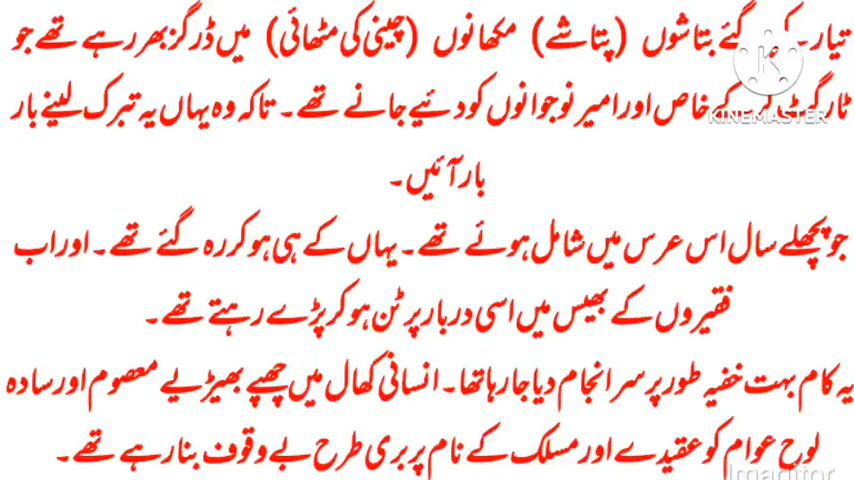 تیار کئے گئے بتاشوں (پتاشے) مکھانوں (چینی کی مٹھائی) میں ڈرگز بھر رہے تھے جو
ٹارگٹ کے خاص اور امیر نوجوانوں کو دئیے جانے تھے۔ تاکہ وہ یہاں یہ تبرک لینے بار
بار آئیں۔
جو پچھلے سال اس عرس میں شامل ہوئے تھے۔ یہاں کے ہی ہو کر رہ گئے تھے۔ اور اب
فقیروں کے بھیس میں اسی دربار پر ٹن ہو کر پڑے رہتے تھے۔
یہ کام بہت خفیہ طور پر سر انجام دیا جا رہا تھا۔ انسانی کھال میں چھپے بھیڑیے معصوم اور سادہ
لوح عوام کو عقیدے اور مسلک کے نام پر بری طرح بے وقوف بنا رہے تھے۔
KINEMASTER